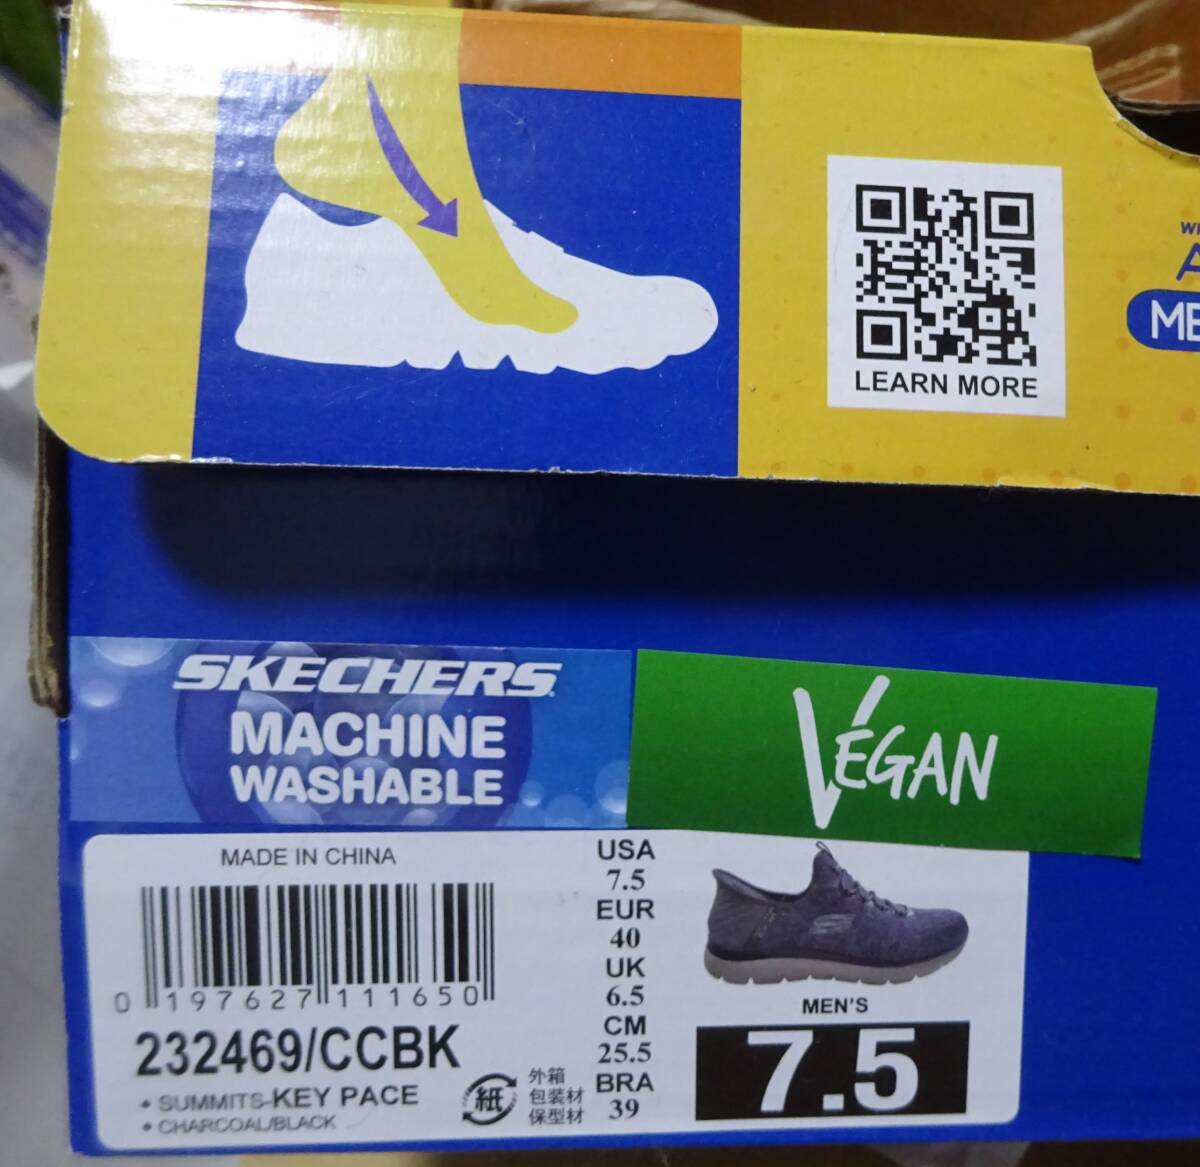 LEARN MORE
SKECHERS
MACHINE
WASHABLE
VEGAN
MADE IN CHINA
0 197627 111650
232469/CCBK
• SUMMITS-KEY PACE
• CHARCOAL/BLACK
紙
外箱
包装材
保型材
USA
7.5
EUR
40
UK
6.5
CM
25.5
BRA
39
MEN'S
7.5